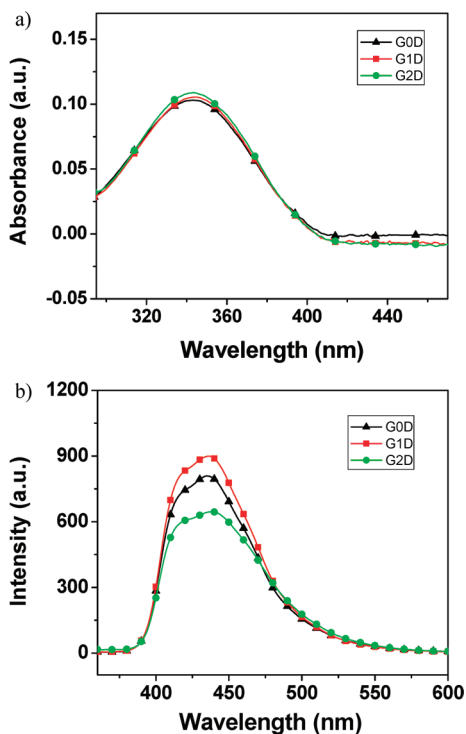 a)
0.15
0.10
0.05
0.00
-0.05
Absorbance (a.u.)
G0D
G1D
G2D
320 360 400 440
Wavelength (nm)
b)
1200
900
600
300
0
Intensity (a.u.)
G0D
G1D
G2D
400 450 500 550 600
Wavelength (nm)